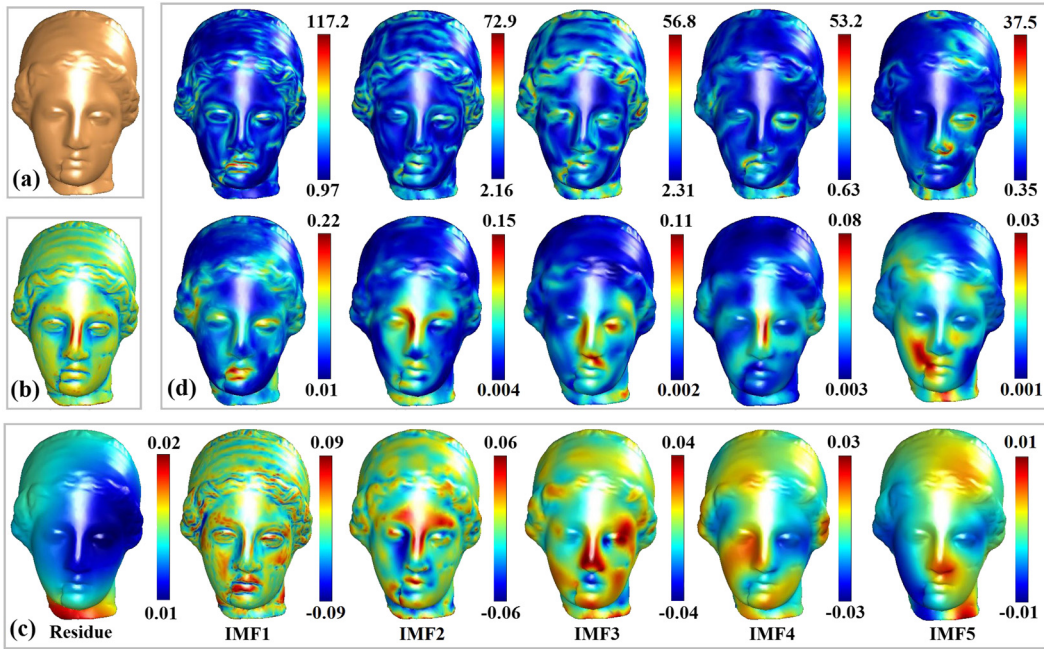 117.2 72.9 56.8 53.2 37.5
(a) 0.97 2.16 2.31 0.63 0.35
0.22 0.15 0.11 0.08 0.03
(b) (d) 0.01 0.004 0.002 0.003 0.001
0.02 0.09 0.06 0.04 0.03 0.01
0.01 -0.09 -0.06 -0.04 -0.03 -0.01
(c) Residue IMF1 IMF2 IMF3 IMF4 IMF5